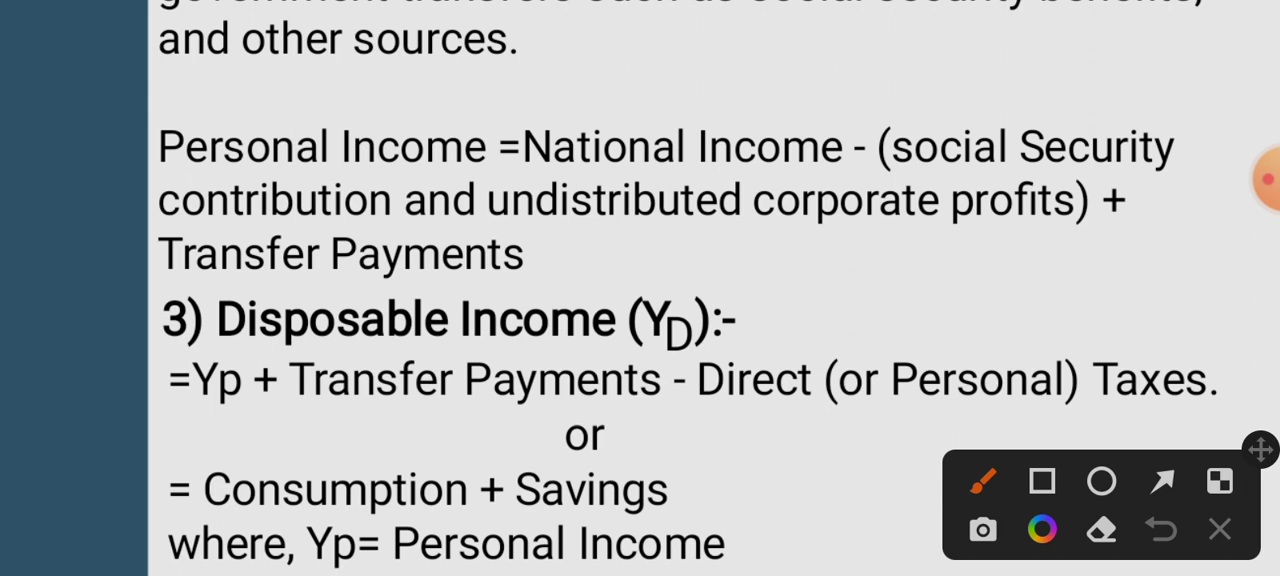 and other sources.
Personal Income =National Income - (social Security
contribution and undistributed corporate profits) +
Transfer Payments
3) Disposable Income (YD):-
=Yp + Transfer Payments - Direct (or Personal) Taxes.
or
= Consumption + Savings
where, Yp= Personal Income